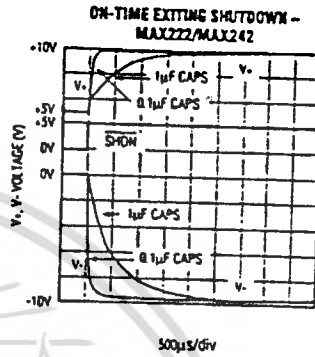 ON-TIME EXITING SHUTDOWN –
MAX222/MAX242
+10V
V+
1µF CAPS
V+
0.1µF CAPS
+5V
+5V
SHDN
0V
0V
V+, V- VOLTAGE (V)
1µF CAPS
0.1µF CAPS
V-
V-
-10V
500µs/div